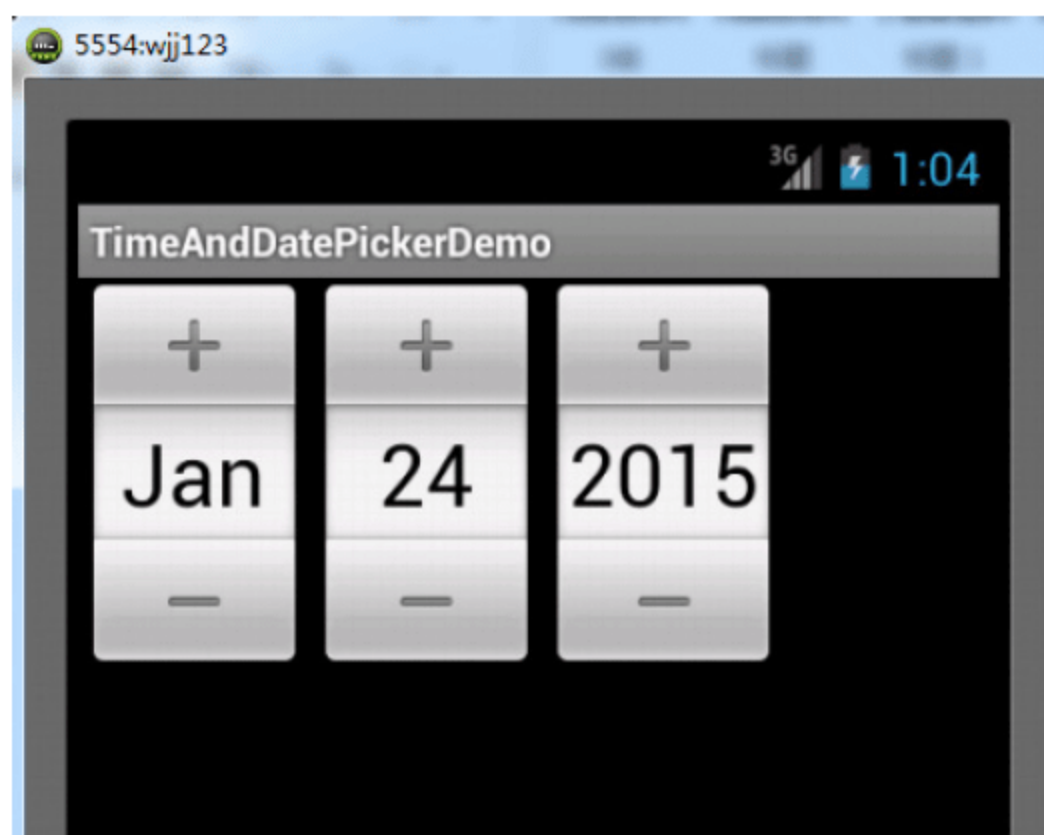 5554:wjj123
3G 1:04
TimeAndDatePickerDemo
+ + +
Jan 24 2015
- - -